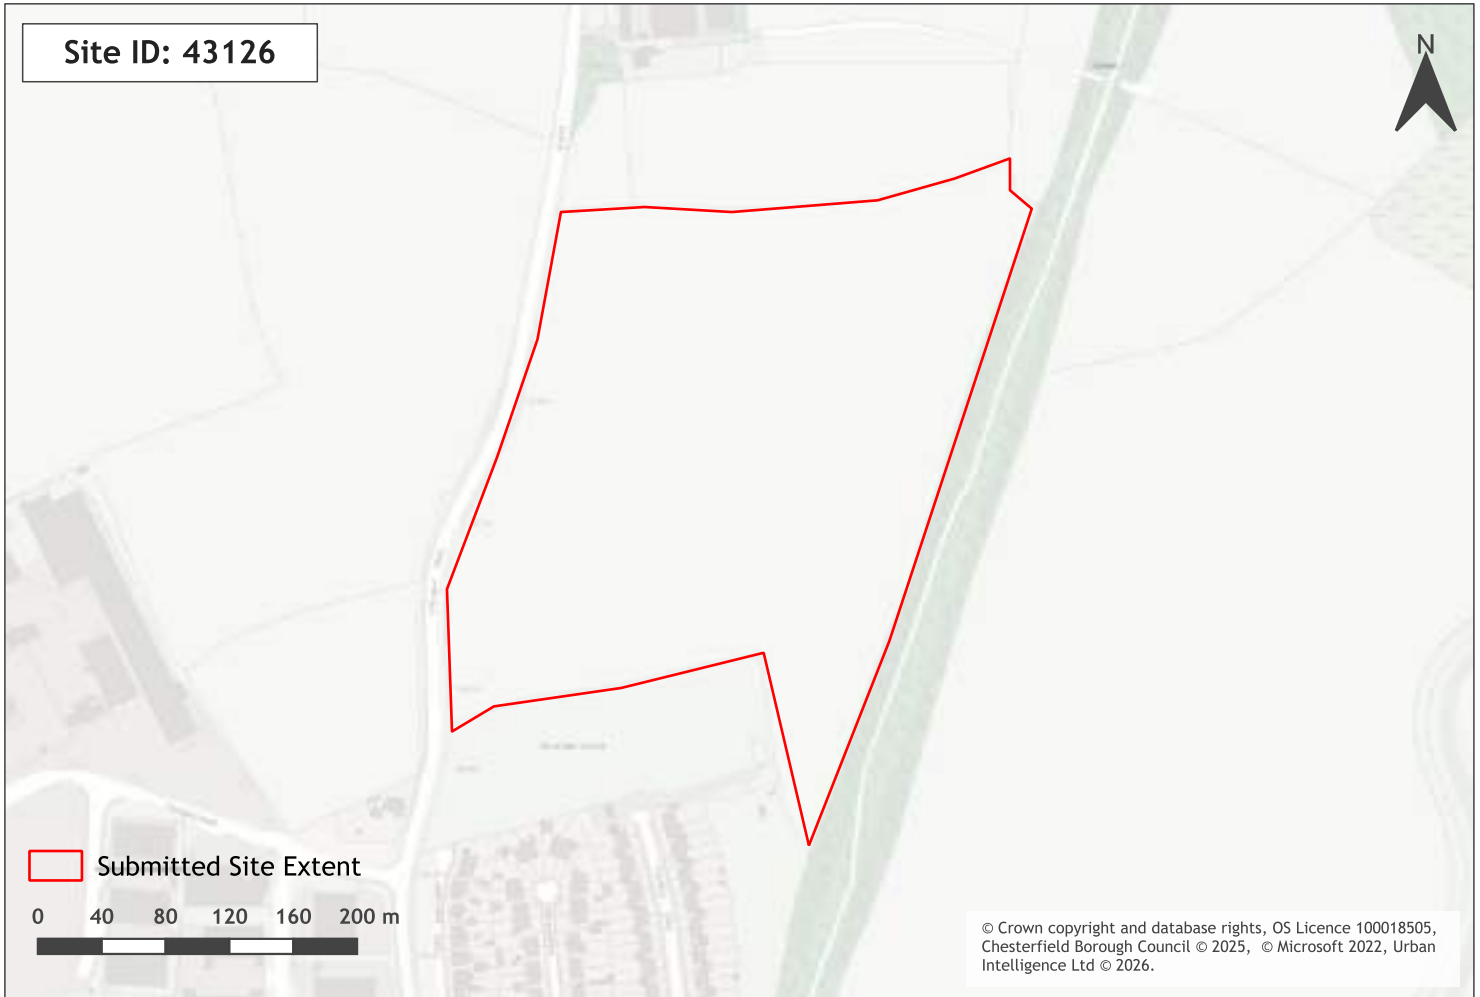 Site ID: 43126
N
Submitted Site Extent
0 40 80 120 160 200 m
© Crown copyright and database rights, OS Licence 100018505,
Chesterfield Borough Council © 2025, © Microsoft 2022, Urban
Intelligence Ltd © 2026.